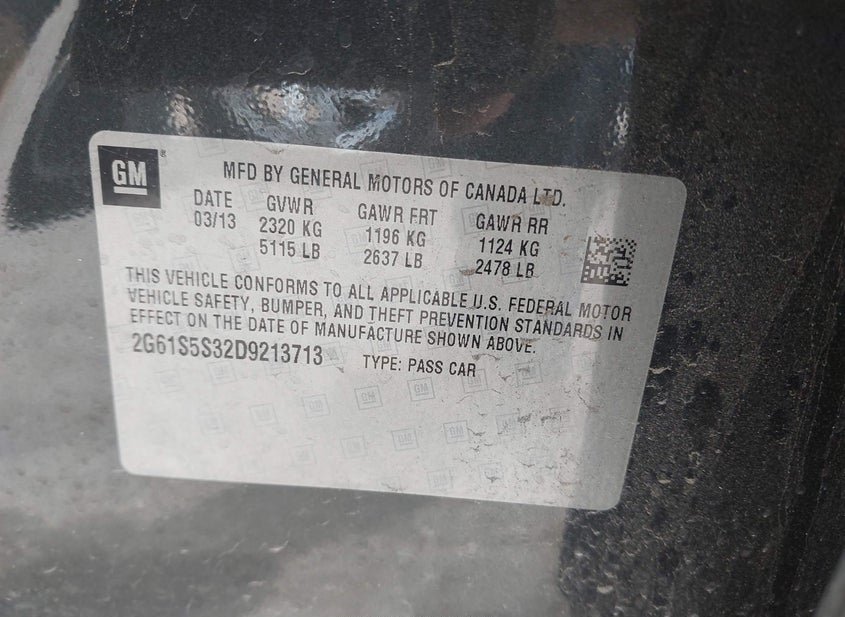 GM
MFD BY GENERAL MOTORS OF CANADA LTD.
DATE GVWR GAWR FRT GAWR RR
03/13 2320 KG 1196 KG 1124 KG
5115 LB 2637 LB 2478 LB
THIS VEHICLE CONFORMS TO ALL APPLICABLE U.S. FEDERAL MOTOR
VEHICLE SAFETY, BUMPER, AND THEFT PREVENTION STANDARDS IN
EFFECT ON THE DATE OF MANUFACTURE SHOWN ABOVE.
2G61S5S32D9213713 TYPE: PASS CAR